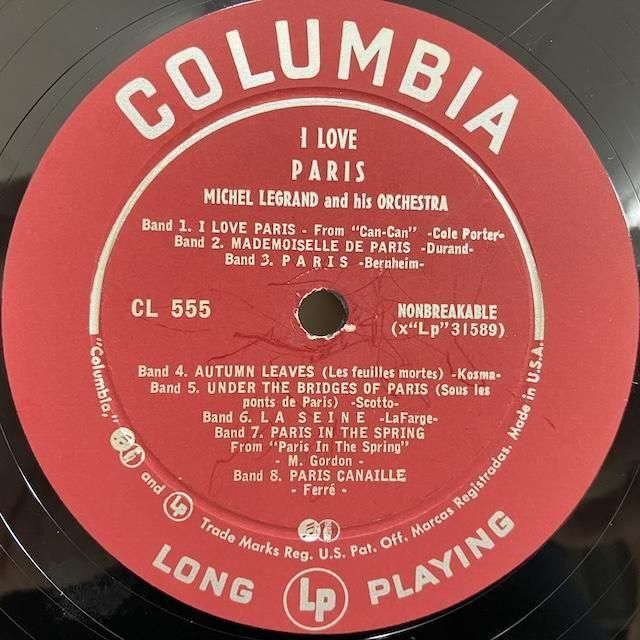 COLUMBIA
I LOVE
PARIS
MICHEL LEGRAND and his ORCHESTRA
Band 1. I LOVE PARIS - From "Can-Can" -Cole Porter-
Band 2. MADEMOISELLE DE PARIS -Durand-
Band 3. PARIS -Bernheim-
CL 555
NONBREAKABLE
(x"Lp"31589)
Band 4. AUTUMN LEAVES (Les feuilles mortes) -Kosma-
Band 5. UNDER THE BRIDGES OF PARIS (Sous les
ponts de Paris) -Scotto-
Band 6. LA SEINE -LaFarge-
Band 7. PARIS IN THE SPRING
From "Paris In The Spring"
- M. Gordon -
Band 8. PARIS CANAILLE
- Ferré -
"Columbia," and Lp Trade Marks Reg. U.S. Pat. Off. Marcas Registradas. Made in U.S.A.
LONG Lp PLAYING